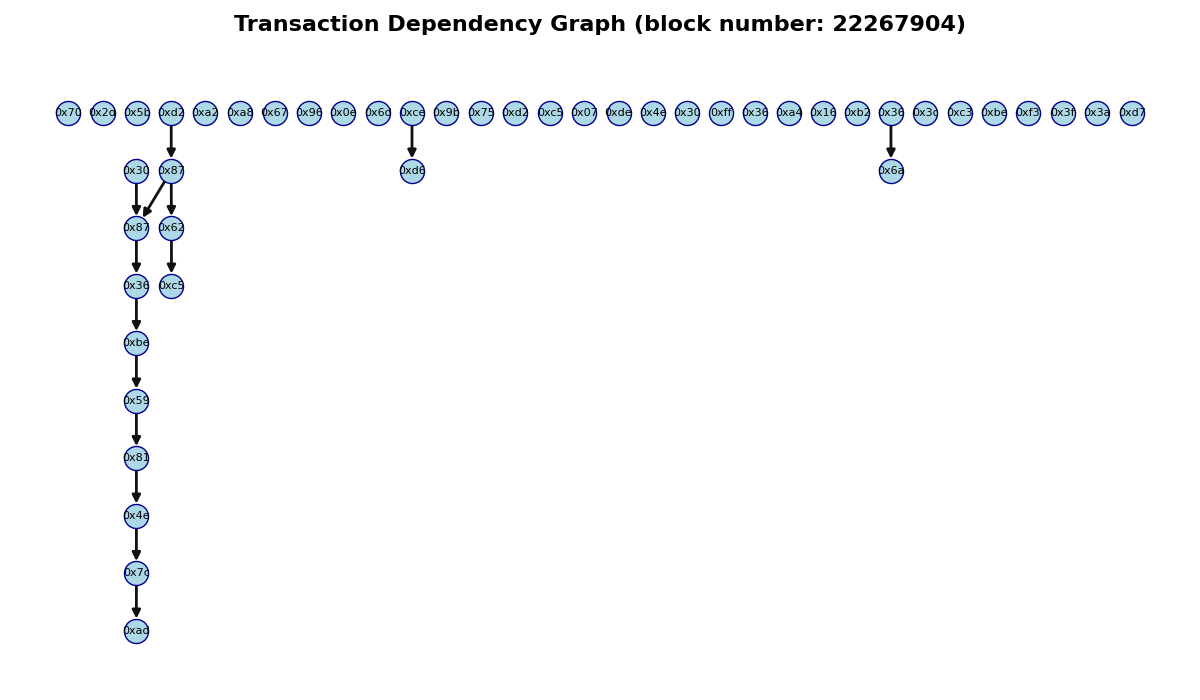 Transaction Dependency Graph (block number: 22267904)
0x70 0x2d 0x5b 0xd2 0xa2 0xa8 0x67 0x96 0x0e 0x6d 0xce 0x9b 0x75 0xd2 0xc5 0x07 0xde 0x4e 0x30 0xff 0x36 0xa4 0x16 0xb2 0x36 0x3c 0xc3 0xbe 0xf3 0x3f 0x3a 0xd7
0x30 0x87 0xd6 0x6a
0x87 0x62
0x36 0xc5
0xbe
0x59
0x81
0x4e
0x7c